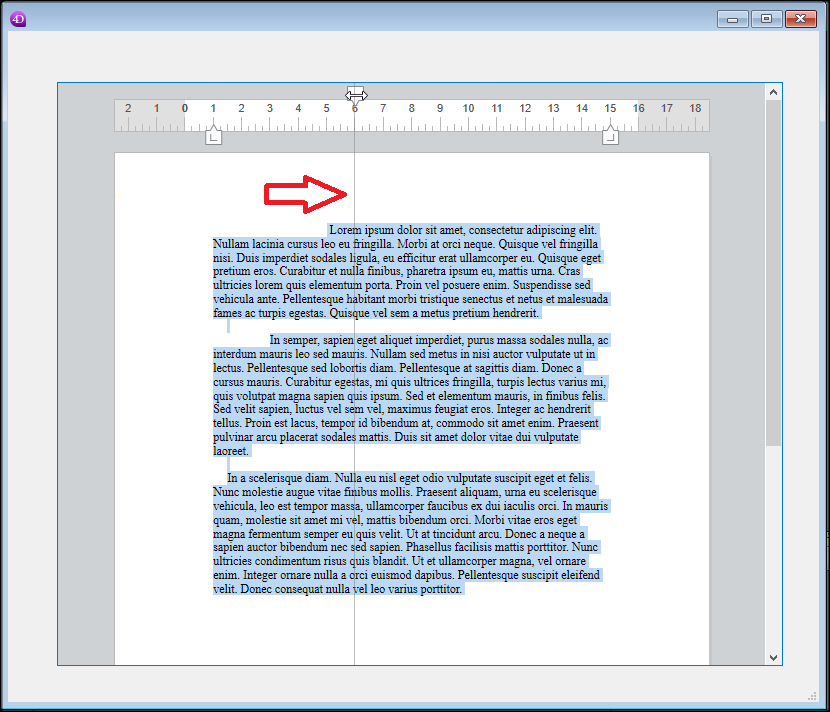 4D
2 1 0 1 2 3 4 5 6 7 8 9 10 11 12 13 14 15 16 17 18
Lorem ipsum dolor sit amet, consectetur adipiscing elit.
Nullam lacinia cursus leo eu fringilla. Morbi at orci neque. Quisque vel fringilla
nisi. Duis imperdiet sodales ligula, eu efficitur erat ullamcorper eu. Quisque eget
pretium eros. Curabitur et nulla finibus, pharetra ipsum eu, mattis urna. Cras
ultricies lorem quis elementum porta. Proin vel posuere enim. Suspendisse sed
vehicula ante. Pellentesque habitant morbi tristique senectus et netus et malesuada
fames ac turpis egestas. Quisque vel sem a metus pretium hendrerit.
In semper, sapien eget aliquet imperdiet, purus massa sodales nulla, ac
interdum mauris leo sed mauris. Nullam sed metus in nisi auctor vulputate ut in
lectus. Pellentesque sed lobortis diam. Pellentesque at sagittis diam. Donec a
cursus mauris. Curabitur egestas, mi quis ultrices fringilla, turpis lectus varius mi,
quis volutpat magna sapien quis ipsum. Sed et elementum mauris, in finibus felis.
Sed velit sapien, luctus vel sem vel, maximus feugiat eros. Integer ac hendrerit
tellus. Proin est lacus, tempor id bibendum at, commodo sit amet enim. Praesent
pulvinar arcu placerat sodales mattis. Duis sit amet dolor vitae dui vulputate
laoreet.
In a scelerisque diam. Nulla eu nisl eget odio vulputate suscipit eget et felis.
Nunc molestie augue vitae finibus mollis. Praesent aliquam, urna eu scelerisque
vehicula, leo est tempor massa, ullamcorper faucibus ex dui iaculis orci. In mauris
quam, molestie sit amet mi vel, mattis bibendum orci. Morbi vitae eros eget
magna fermentum semper eu quis velit. Ut at tincidunt arcu. Donec a neque a
sapien auctor bibendum nec sed sapien. Phasellus facilisis mattis porttitor. Nunc
ultricies condimentum risus quis blandit. Ut et ullamcorper magna, vel ornare
enim. Integer ornare nulla a orci euismod dapibus. Pellentesque suscipit eleifend
velit. Donec consequat nulla vel leo varius porttitor.